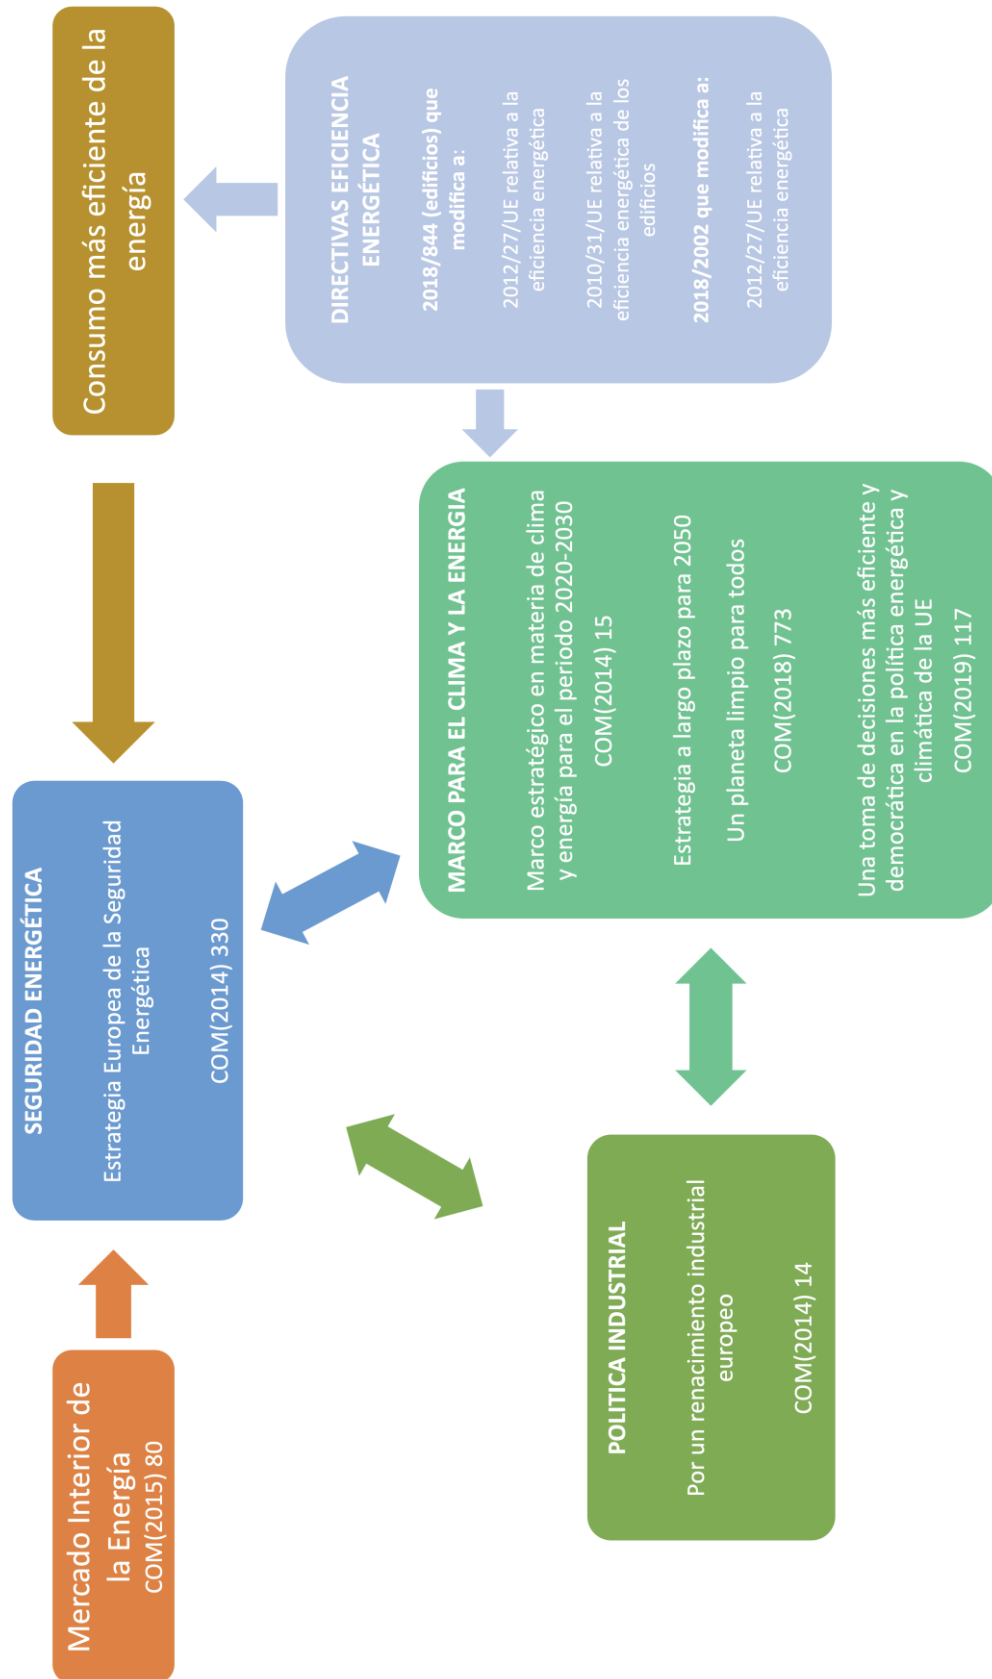 Mercado Interior de
la Energía
COM(2015) 80
SEGURIDAD ENERGÉTICA
Estrategia Europea de la Seguridad
Energética
COM(2014) 330
Consumo más eficiente de la
energía
POLITICA INDUSTRIAL
Por un renacimiento industrial
europeo
COM(2014) 14
MARCO PARA EL CLIMA Y LA ENERGIA
Marco estratégico en materia de clima
y energía para el periodo 2020-2030
COM(2014) 15
Estrategia a largo plazo para 2050
Un planeta limpio para todos
COM(2018) 773
Una toma de decisiones más eficiente y
democrática en la política energética y
climática de la UE
COM(2019) 117
DIRECTIVAS EFICIENCIA
ENERGÉTICA
2018/844 (edificios) que
modifica a:
2012/27/UE relativa a la
eficiencia energética
2010/31/UE relativa a la
eficiencia energética de los
edificios
2018/2002 que modifica a:
2012/27/UE relativa a la
eficiencia energética